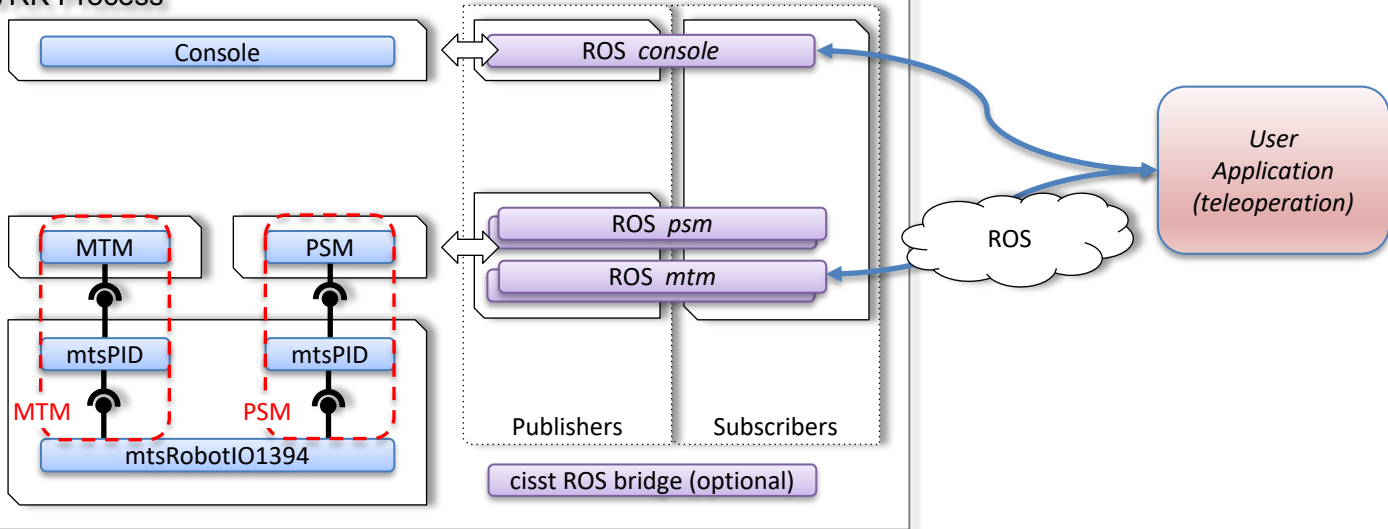 Process
Console
ROS console
User
Application
(teleoperation)
MTM
PSM
ROS psm
ROS
ROS mtm
mtsPID
mtsPID
MTM
PSM
Publishers
Subscribers
mtsRobotIO1394
cisst ROS bridge (optional)